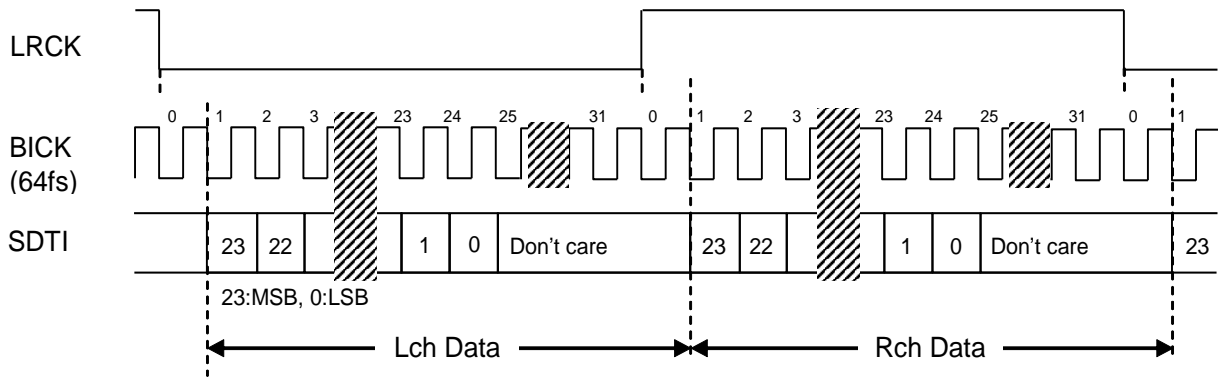 LRCK
0 1 2 3 23 24 25 31 0 1 2 3 23 24 25 31 0 1
BICK
(64fs)
SDTI
23 22 1 0 Don't care 23 22 1 0 Don't care 23
23:MSB, 0:LSB
Lch Data Rch Data